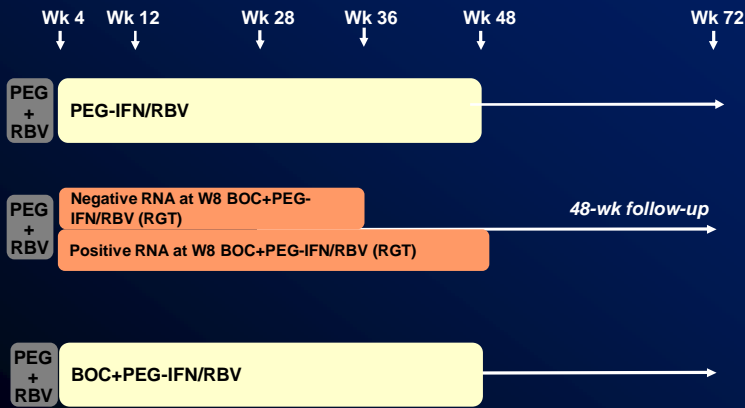 Wk 4 Wk 12 Wk 28 Wk 36 Wk 48 Wk 72
PEG
+
RBV
PEG-IFN/RBV
PEG
+
RBV
Negative RNA at W8 BOC+PEG-
IFN/RBV (RGT)
48-wk follow-up
Positive RNA at W8 BOC+PEG-IFN/RBV (RGT)
PEG
+
RBV
BOC+PEG-IFN/RBV